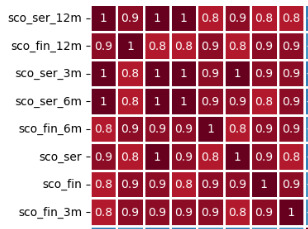 sco_ser_12m 1 0.9 1 1 0.8 0.9 0.8 0.8
sco_fin_12m 0.9 1 0.8 0.8 0.9 0.8 0.9 0.9
sco_ser_3m 1 0.8 1 1 0.9 1 0.9 0.9
sco_ser_6m 1 0.8 1 1 0.9 0.9 0.8 0.9
sco_fin_6m 0.8 0.9 0.9 0.9 1 0.8 0.9 0.9
sco_ser 0.9 0.8 1 0.9 0.8 1 0.9 0.8
sco_fin 0.8 0.9 0.9 0.8 0.9 0.9 1 0.9
sco_fin_3m 0.8 0.9 0.9 0.9 0.9 0.8 0.9 1